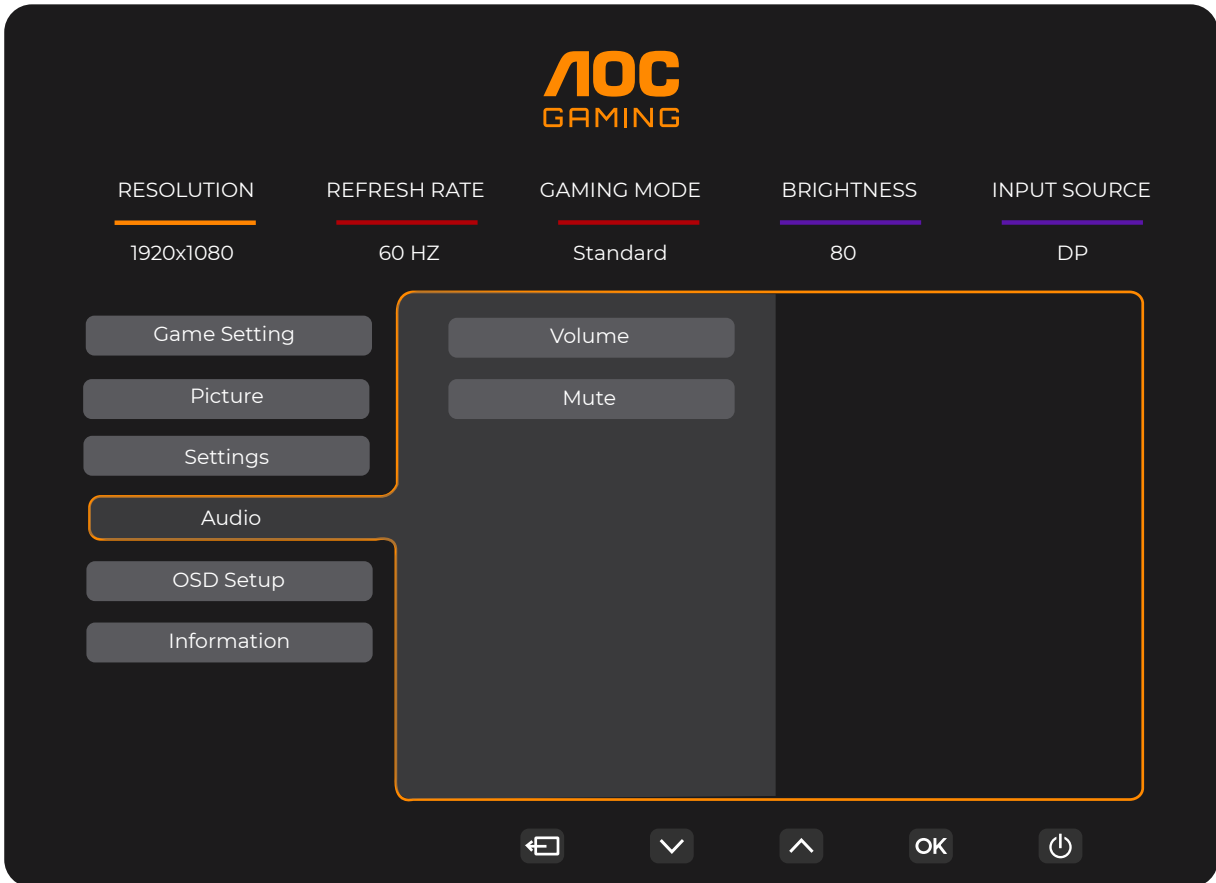 AOC
GAMING
RESOLUTION REFRESH RATE GAMING MODE BRIGHTNESS INPUT SOURCE
1920x1080 60 HZ Standard 80 DP
Game Setting
Volume
Picture
Mute
Settings
Audio
OSD Setup
Information
OK